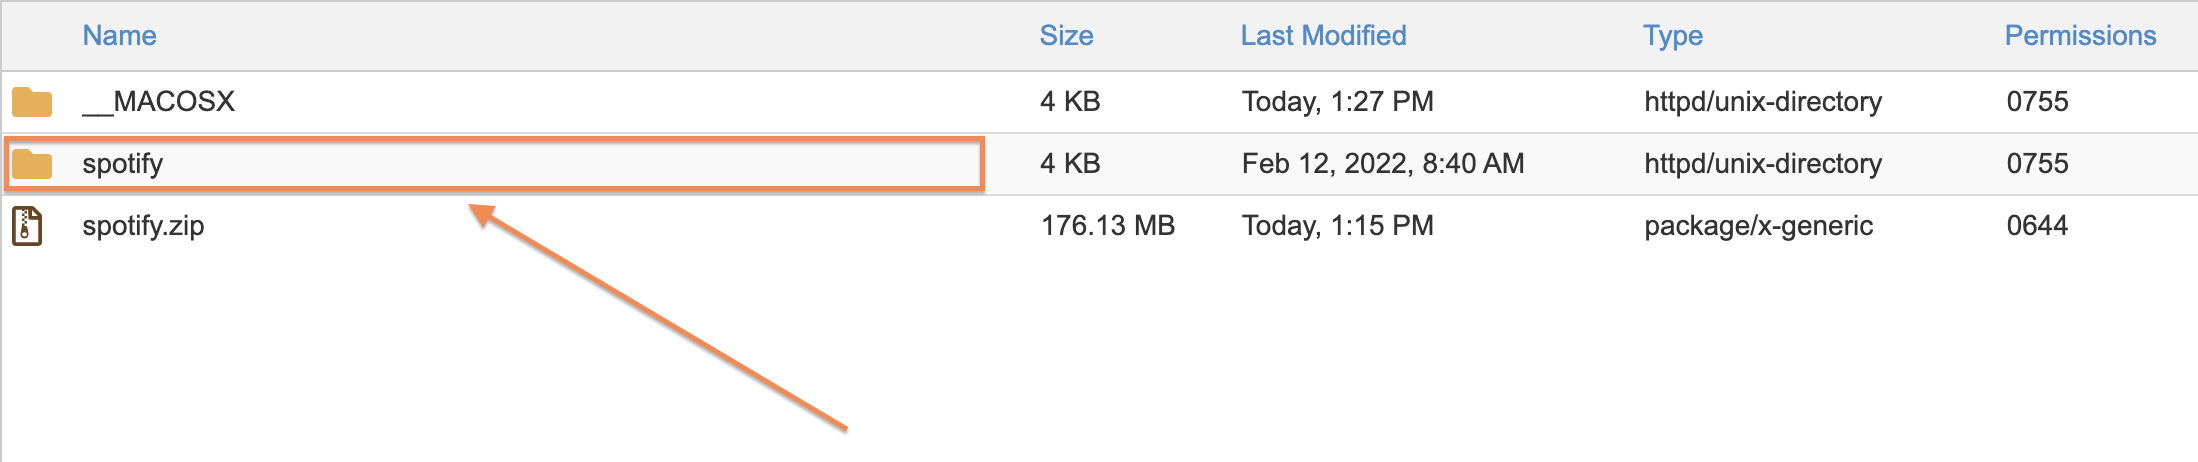 Name Size Last Modified Type Permissions
__MACOSX 4 KB Today, 1:27 PM httpd/unix-directory 0755
spotify 4 KB Feb 12, 2022, 8:40 AM httpd/unix-directory 0755
spotify.zip 176.13 MB Today, 1:15 PM package/x-generic 0644